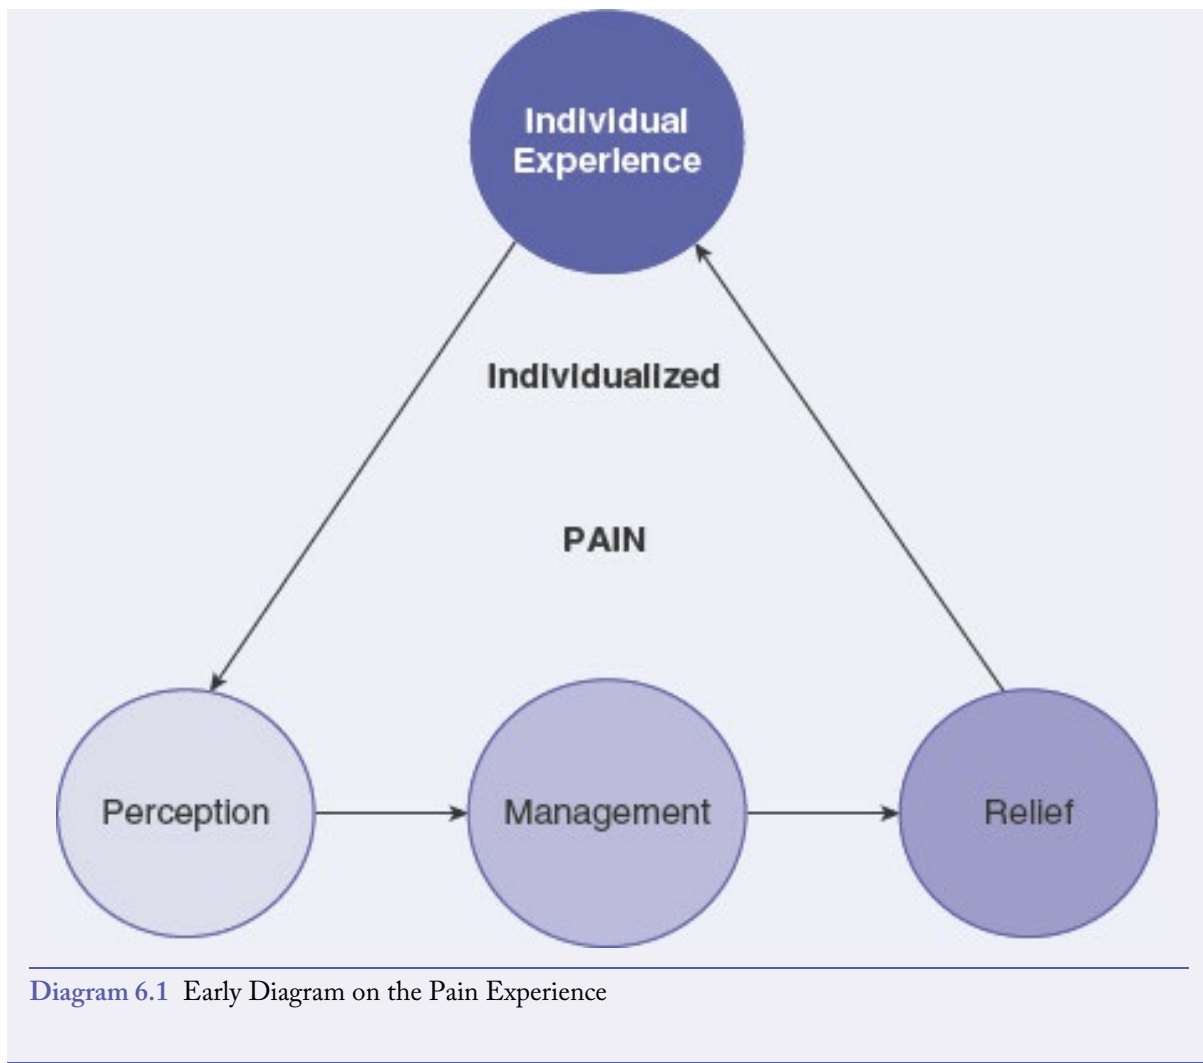 Individual
Experience
Individualized
PAIN
Perception
Management
Relief
Diagram 6.1 Early Diagram on the Pain Experience